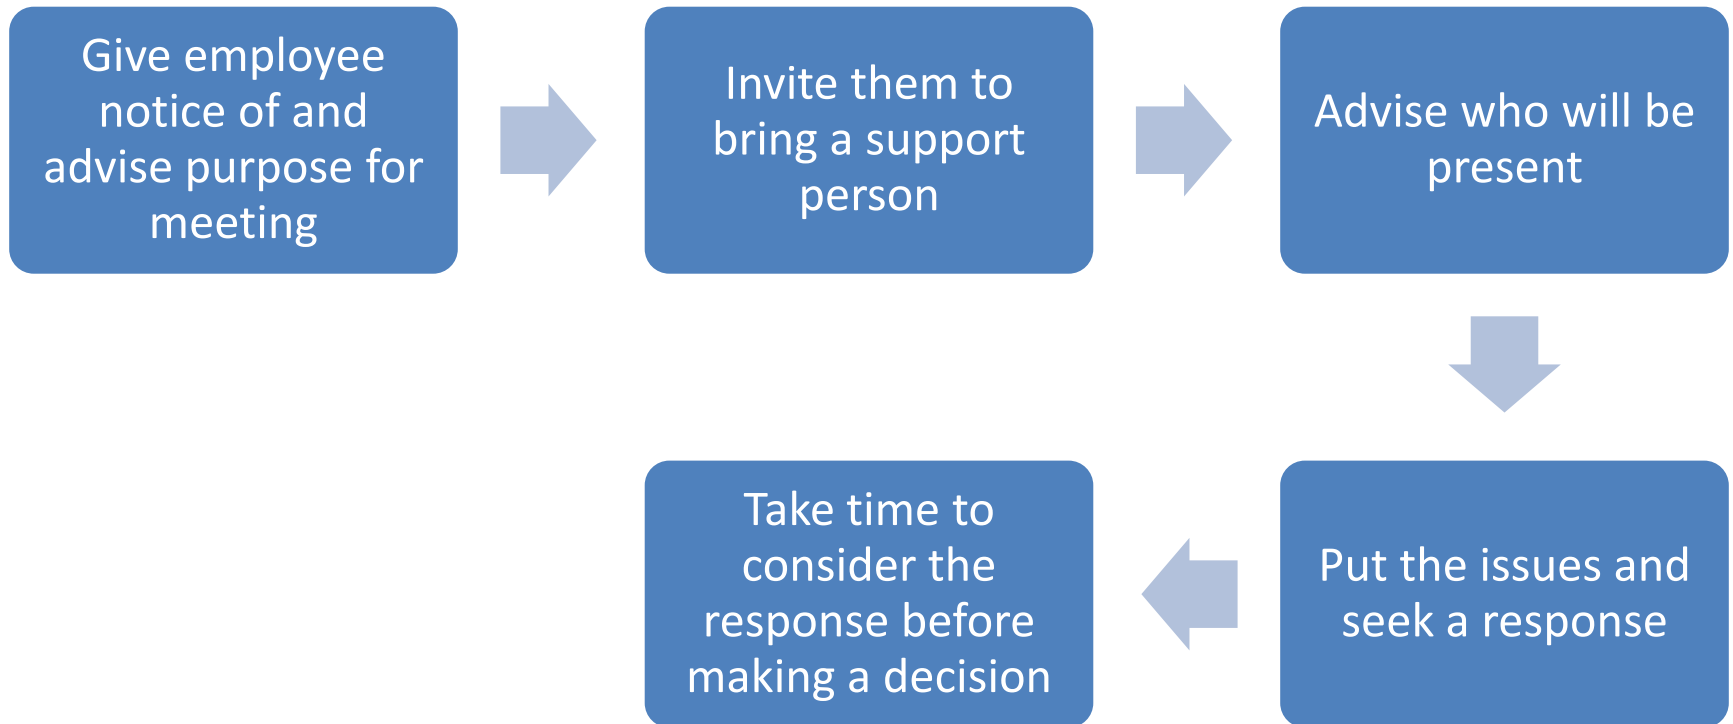 Give employee
notice of and
advise purpose for
meeting
Invite them to
bring a support
person
Advise who will be
present
Put the issues and
seek a response
Take time to
consider the
response before
making a decision